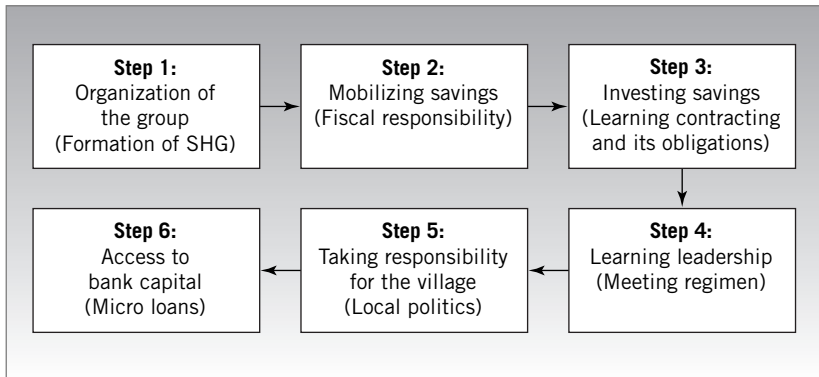 Step 1:
Organization of
the group
(Formation of SHG)
Step 2:
Mobilizing savings
(Fiscal responsibility)
Step 3:
Investing savings
(Learning contracting
and its obligations)
Step 4:
Learning leadership
(Meeting regimen)
Step 5:
Taking responsibility
for the village
(Local politics)
Step 6:
Access to
bank capital
(Micro loans)